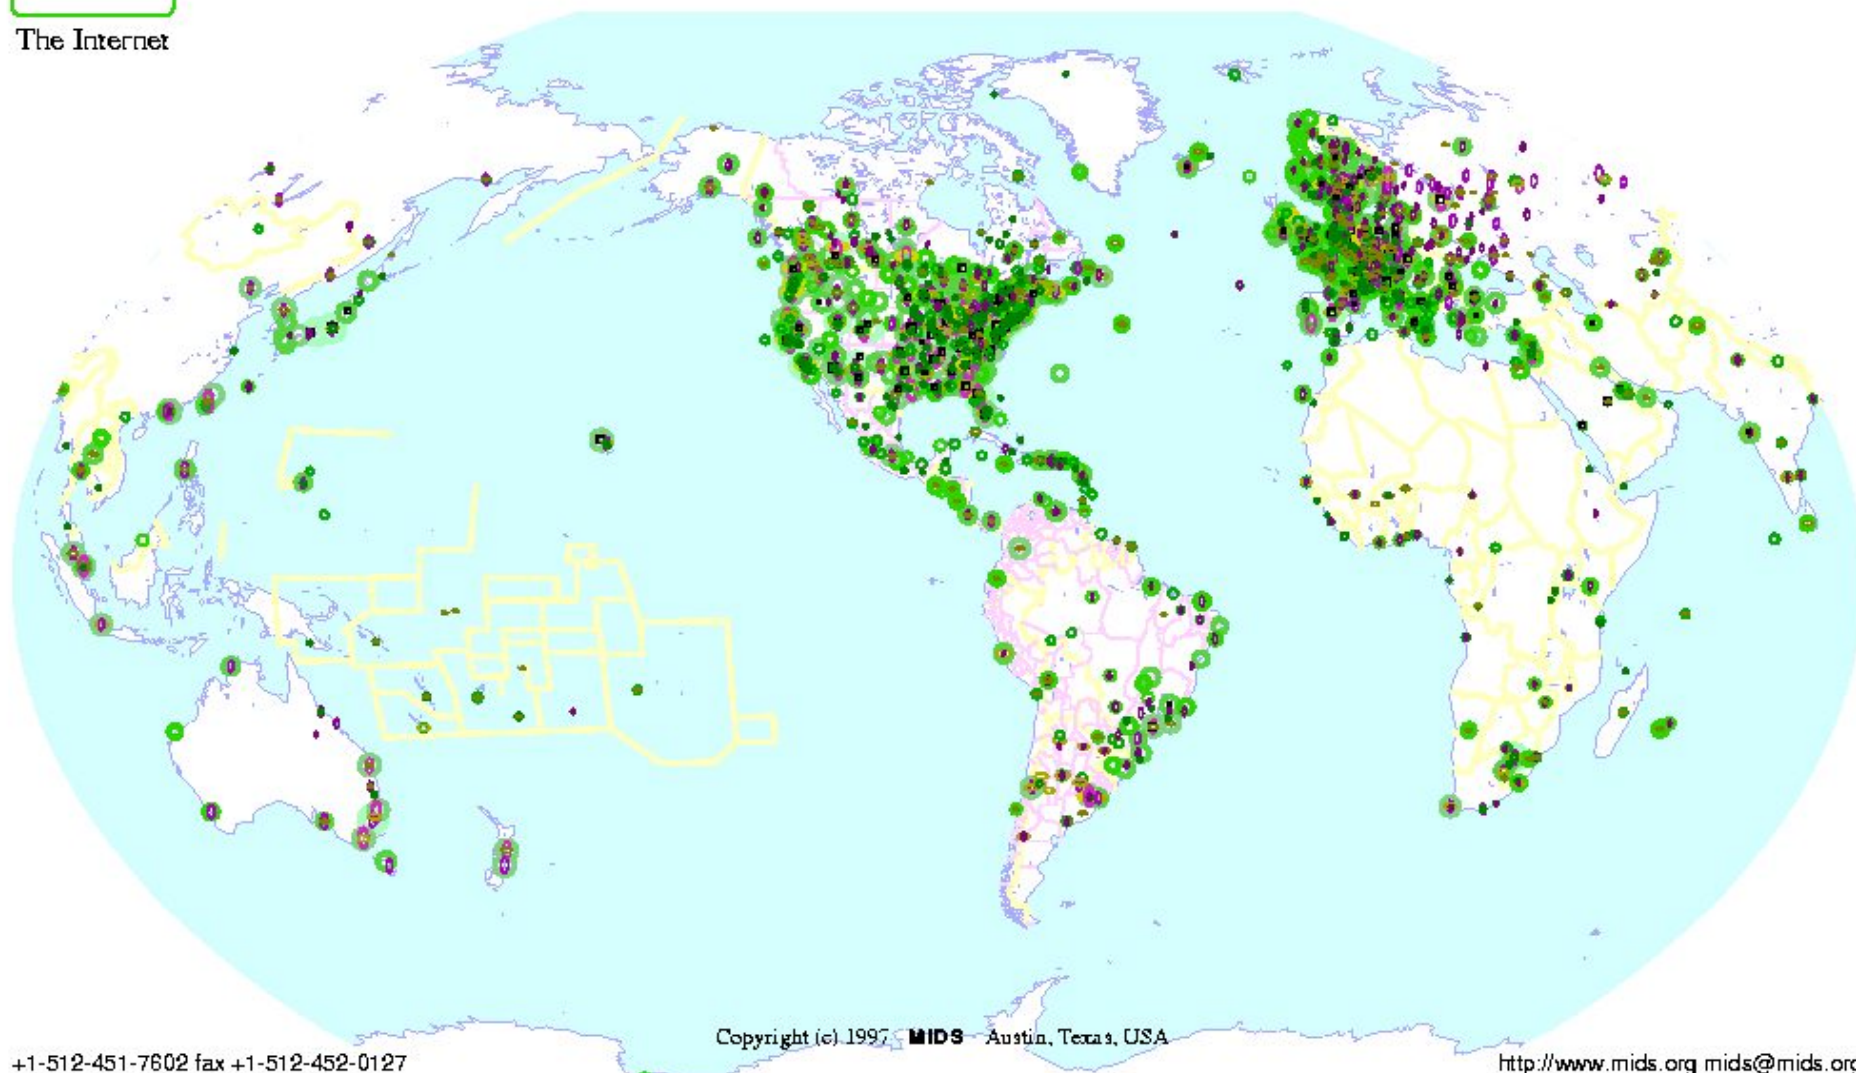 The Internet
Copyright (c) 1997 MIDS Austin, Texas, USA
+1-512-451-7602 fax +1-512-452-0127
http://www.mids.org mids@mids.org